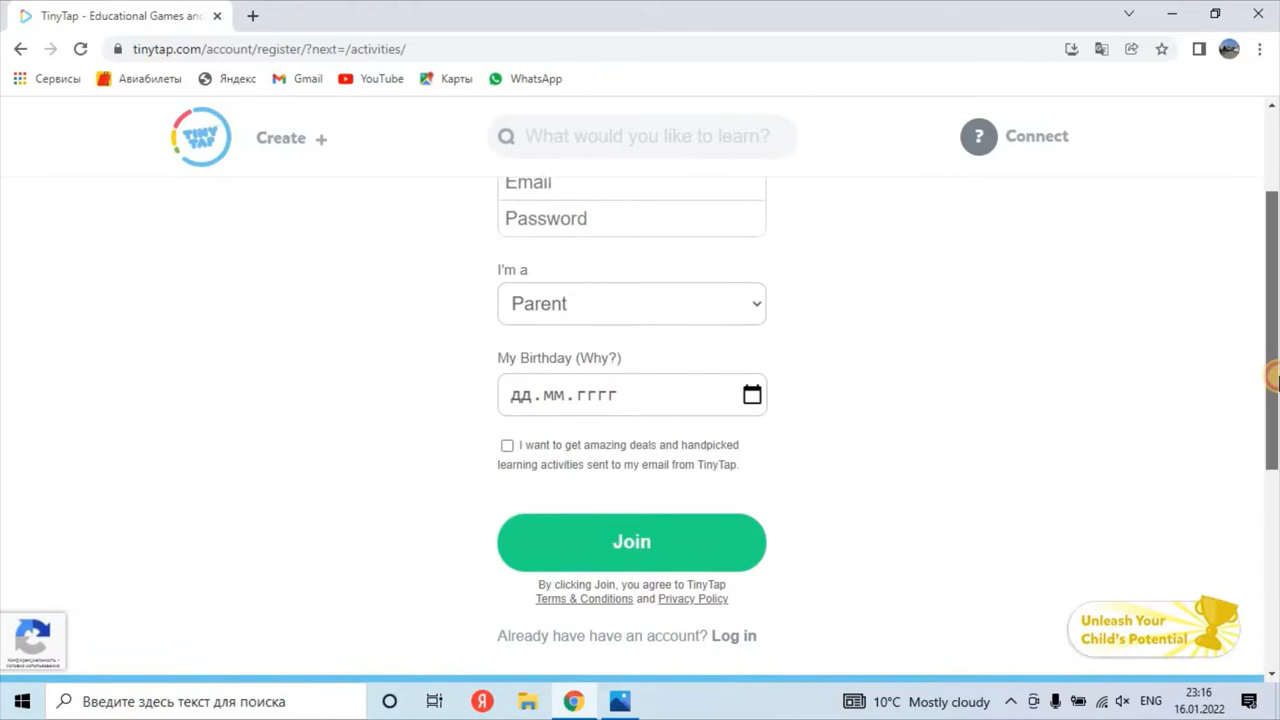 TinyTap - Educational Games and
tinytap.com/account/register/?next=/activities/
Сервисы
Авиабилеты
Яндекс
Gmail
YouTube
Карты
WhatsApp
TINY
TAP
Create +
What would you like to learn?
? Connect
Email
Password
I'm a
Parent
My Birthday (Why?)
дд.мм.гггг
I want to get amazing deals and handpicked
learning activities sent to my email from TinyTap.
Join
By clicking Join, you agree to TinyTap
Terms & Conditions and Privacy Policy
Already have have an account? Log in
Unleash Your
Child's Potential
Конфиденциальность -
Условия использования
Введите здесь текст для поиска
Я
10°C Mostly cloudy
ENG
23:16
16.01.2022